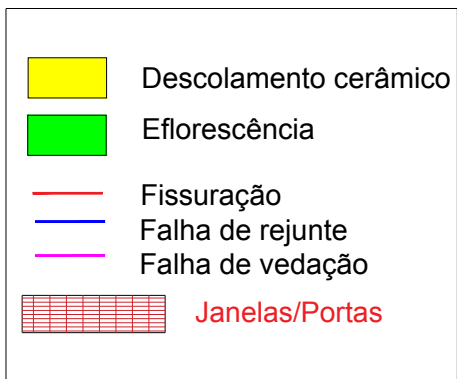 Descolamento cerâmico
Eflorescência
Fissuração
Falha de rejunte
Falha de vedação
Janelas/Portas